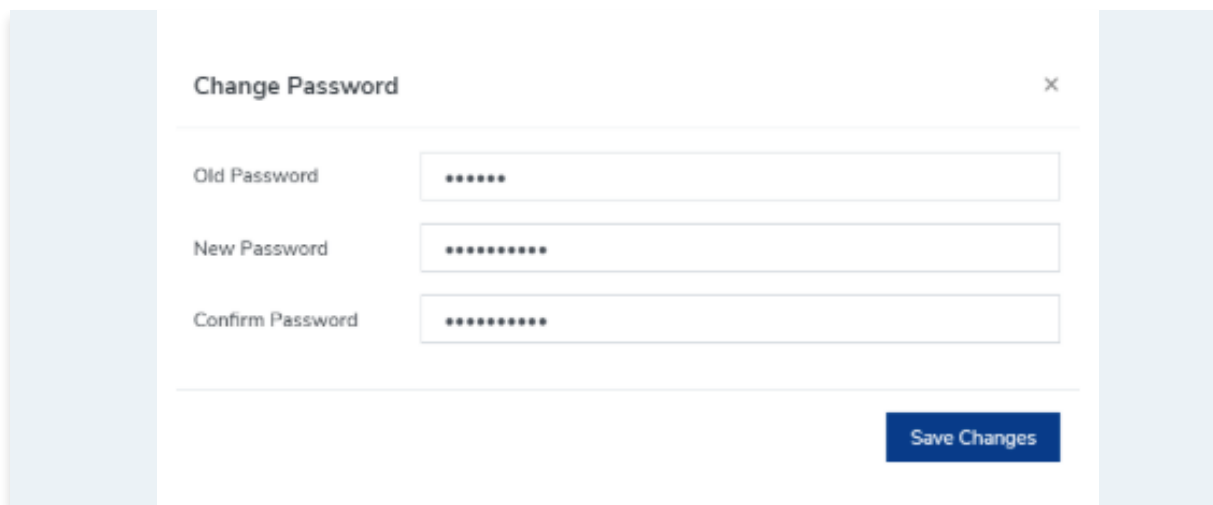 Change Password ×
Old Password ••••••
New Password ••••••••••
Confirm Password ••••••••••
Save Changes